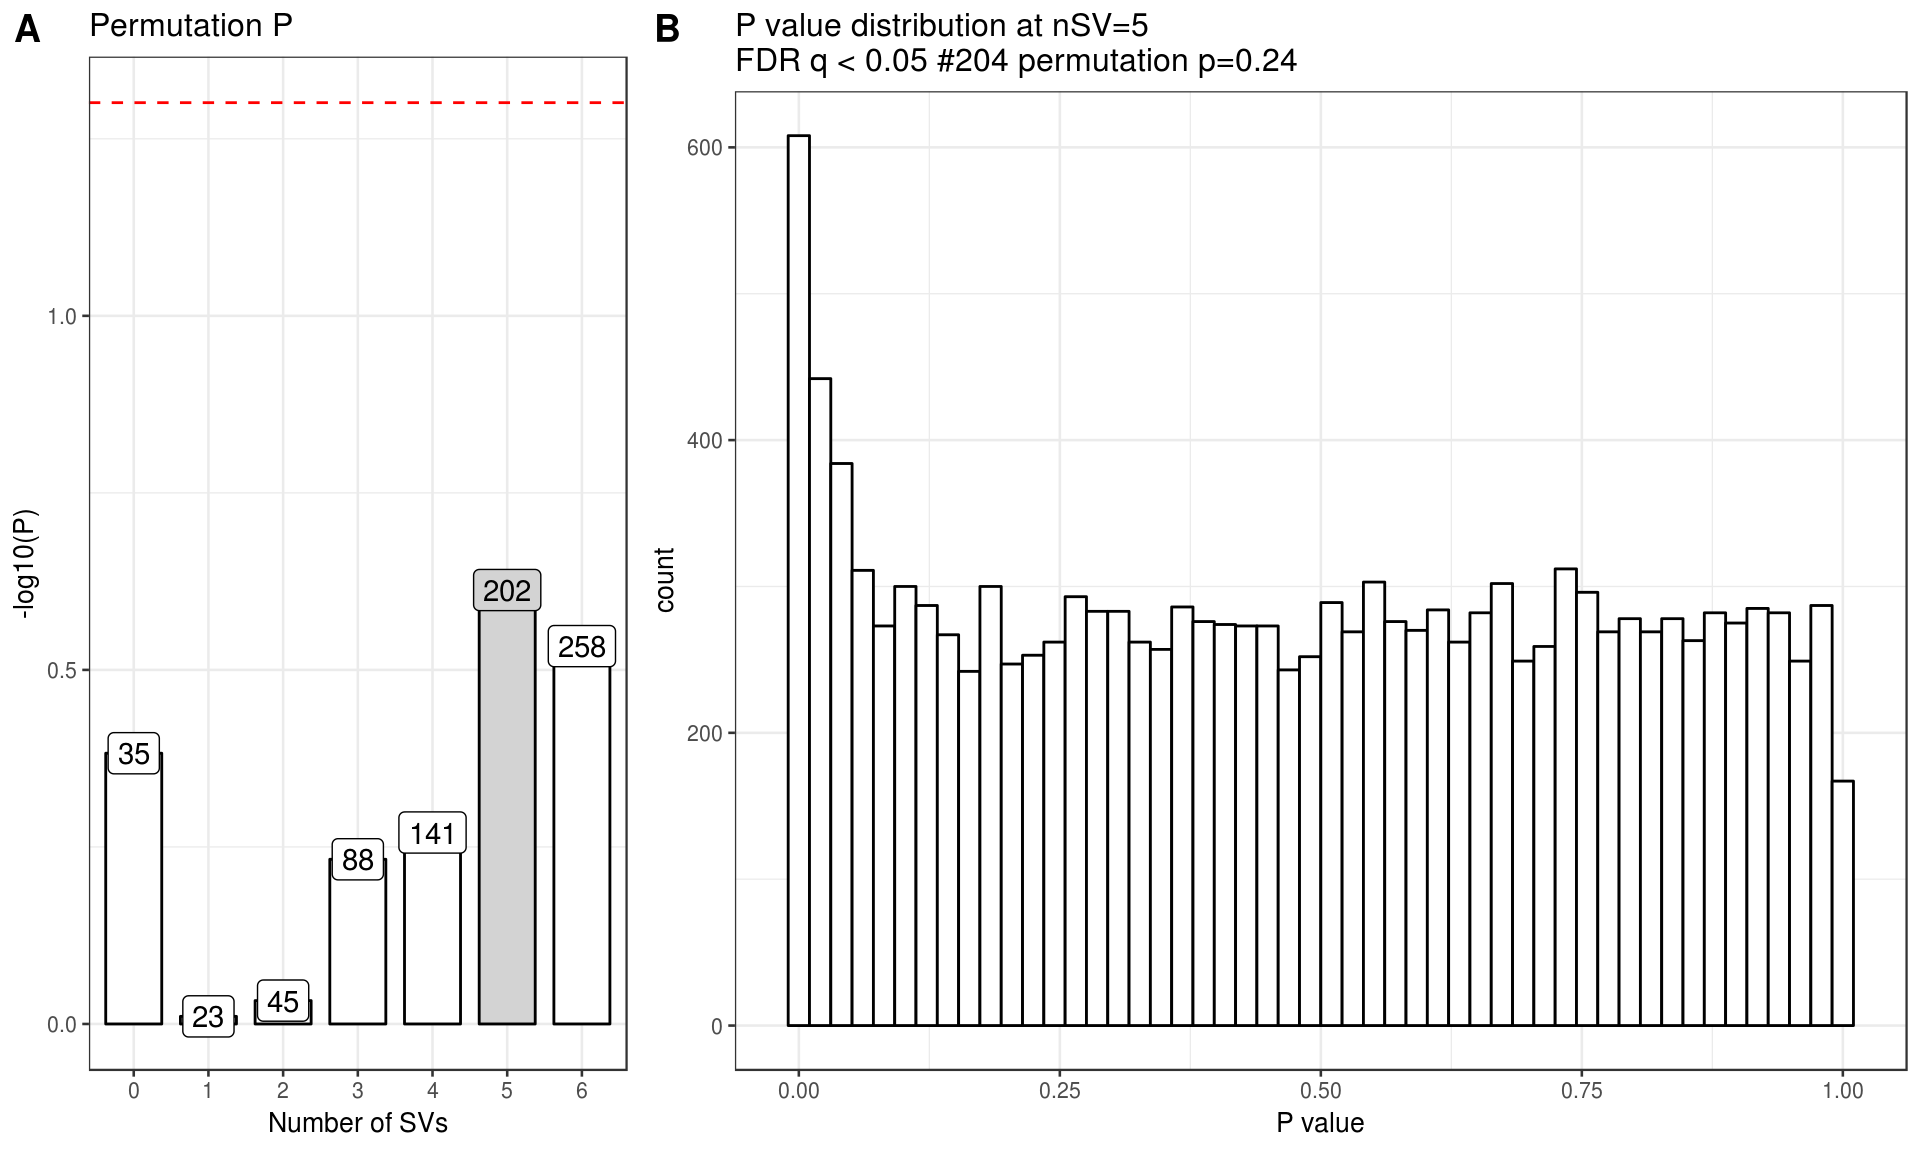 A
Permutation P
-log10(P)
1.0
0.5
0.0
35
23
45
88
141
202
258
0 1 2 3 4 5 6
Number of SVs
B
P value distribution at nSV=5
FDR q < 0.05 #204 permutation p=0.24
count
600
400
200
0
0.00 0.25 0.50 0.75 1.00
P value